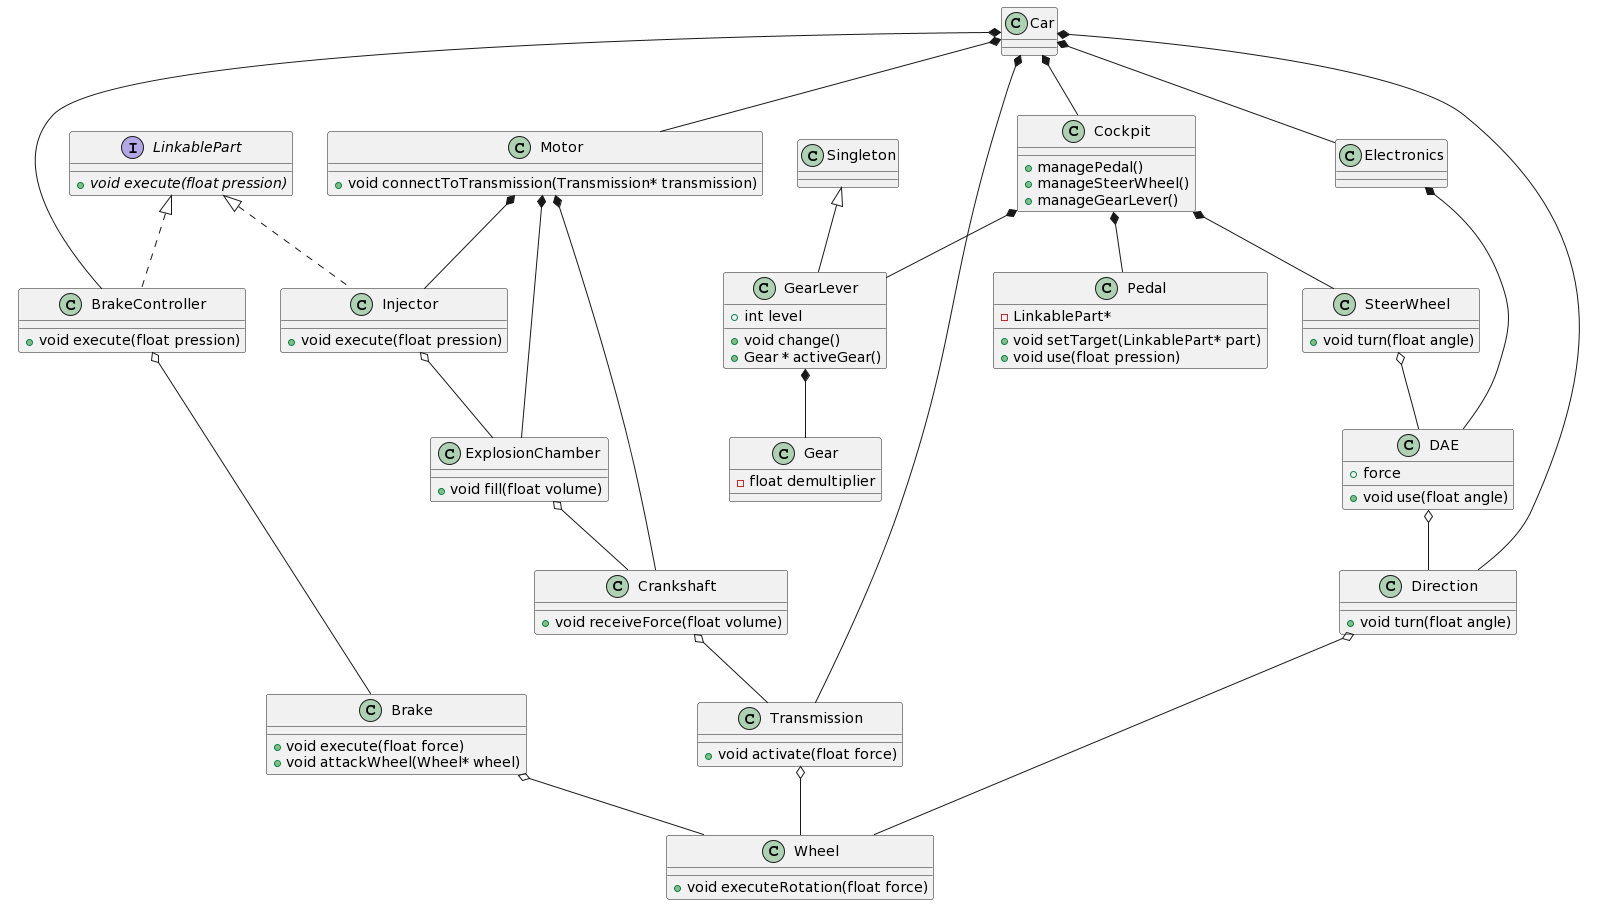 C Car
I LinkablePart
void execute(float pression)
C Motor
void connectToTransmission(Transmission* transmission)
C Singleton
C Cockpit
managePedal()
manageSteerWheel()
manageGearLever()
C Electronics
C BrakeController
void execute(float pression)
C Injector
void execute(float pression)
C GearLever
int level
void change()
Gear * activeGear()
C Pedal
LinkablePart*
void setTarget(LinkablePart* part)
void use(float pression)
C SteerWheel
void turn(float angle)
C ExplosionChamber
void fill(float volume)
C Gear
float demultiplier
C DAE
force
void use(float angle)
C Crankshaft
void receiveForce(float volume)
C Direction
void turn(float angle)
C Brake
void execute(float force)
void attackWheel(Wheel* wheel)
C Transmission
void activate(float force)
C Wheel
void executeRotation(float force)